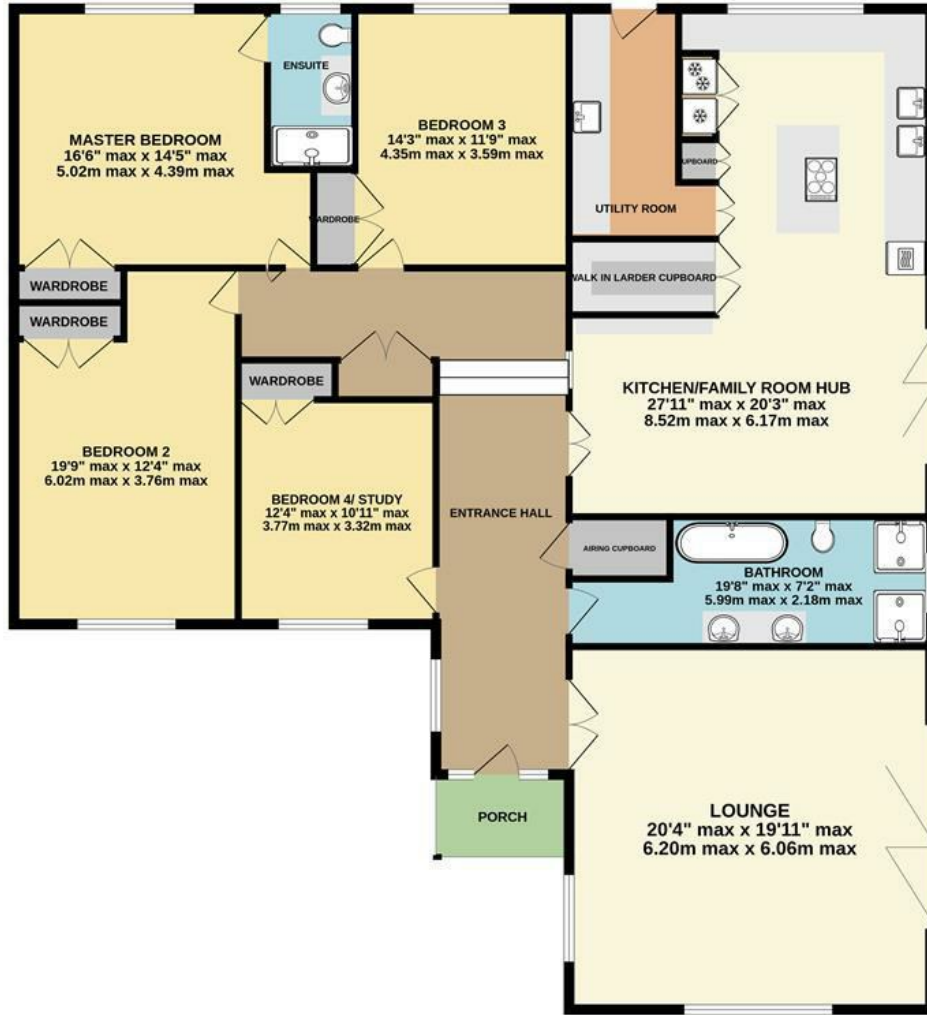 ENSUITE
MASTER BEDROOM
16'6" max x 14'5" max
5.02m max x 4.39m max
BEDROOM 3
14'3" max x 11'9" max
4.35m max x 3.59m max
UPBOARD
UTILITY ROOM
WARDROBE
WALK IN LARDER CUPBOARD
WARDROBE
WARDROBE
WARDROBE
KITCHEN/FAMILY ROOM HUB
27'11" max x 20'3" max
8.52m max x 6.17m max
BEDROOM 2
19'9" max x 12'4" max
6.02m max x 3.76m max
BEDROOM 4/ STUDY
12'4" max x 10'11" max
3.77m max x 3.32m max
ENTRANCE HALL
AIRING CUPBOARD
BATHROOM
19'8" max x 7'2" max
5.99m max x 2.18m max
PORCH
LOUNGE
20'4" max x 19'11" max
6.20m max x 6.06m max